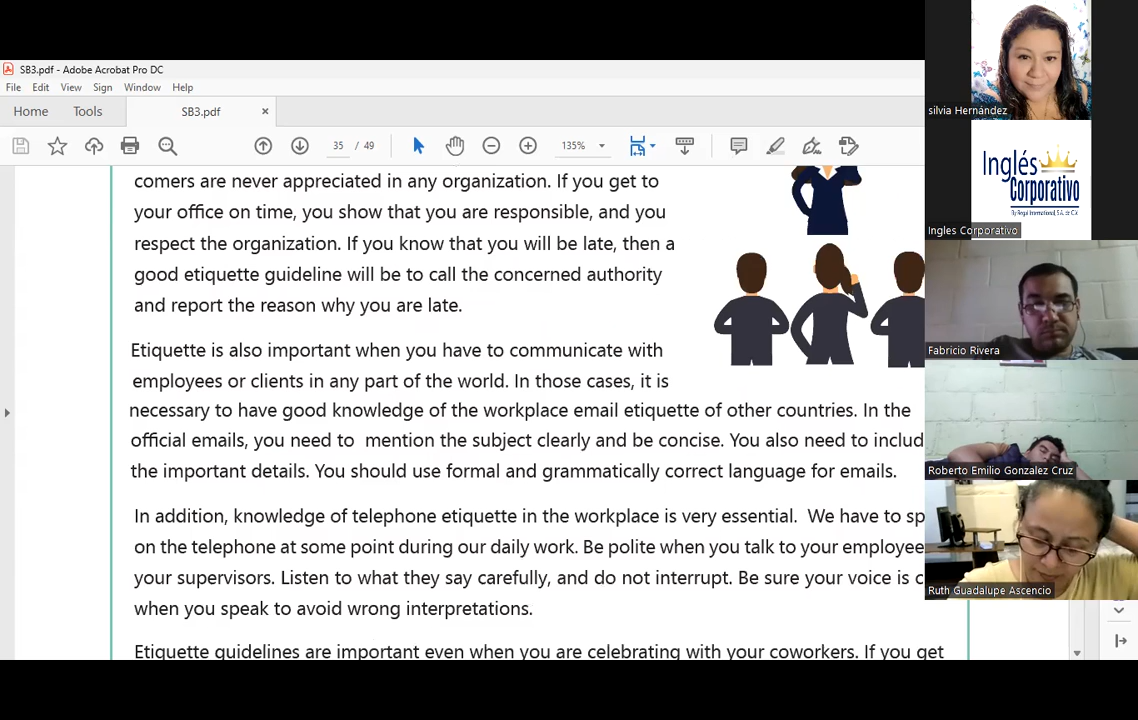 SB3.pdf - Adobe Acrobat Pro DC
File Edit View Sign Window Help
Home Tools SB3.pdf ×
35 / 49 135%
comers are never appreciated in any organization. If you get to
your office on time, you show that you are responsible, and you
respect the organization. If you know that you will be late, then a
good etiquette guideline will be to call the concerned authority
and report the reason why you are late.
Etiquette is also important when you have to communicate with
employees or clients in any part of the world. In those cases, it is
necessary to have good knowledge of the workplace email etiquette of other countries. In the
official emails, you need to mention the subject clearly and be concise. You also need to includ
the important details. You should use formal and grammatically correct language for emails.
In addition, knowledge of telephone etiquette in the workplace is very essential. We have to sp
on the telephone at some point during our daily work. Be polite when you talk to your employee
your supervisors. Listen to what they say carefully, and do not interrupt. Be sure your voice is c
when you speak to avoid wrong interpretations.
Etiquette guidelines are important even when you are celebrating with your coworkers. If you get
silvia Hernández
Inglés
Corporativo
By Regal International, S.A. de C.V.
Ingles Corporativo
Fabricio Rivera
Roberto Emilio Gonzalez Cruz
Ruth Guadalupe Ascencio